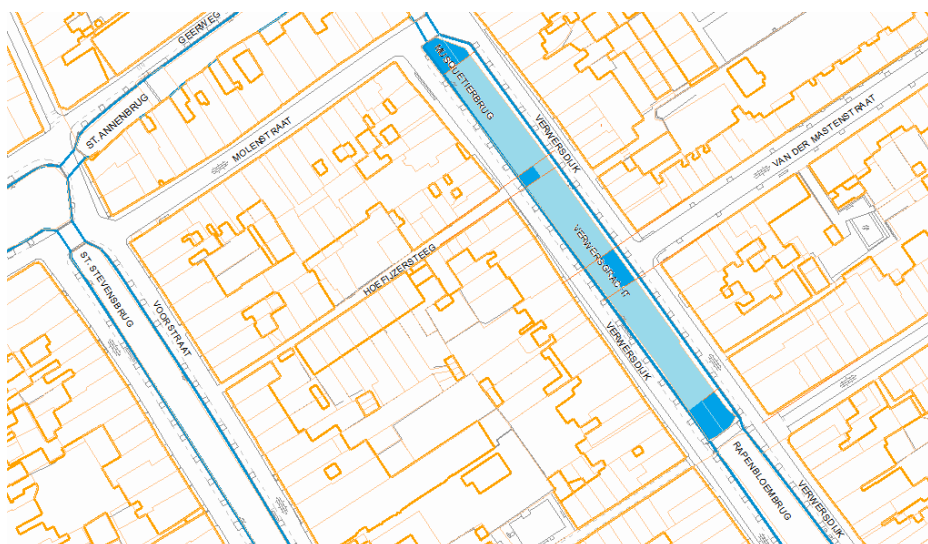 GEERWEG
ST. ANNENBRUG
MOLENSTRAAT
VERWERSDIJK
VAN DER MASTENSTRAAT
HOEFIJZERSTEEG
VERWERSGRACHT
ST. STEVENSBRUG
VOORSTRAAT
VERWERSDIJK
RAPENBLOEMBRUG
VERWERSDIJK